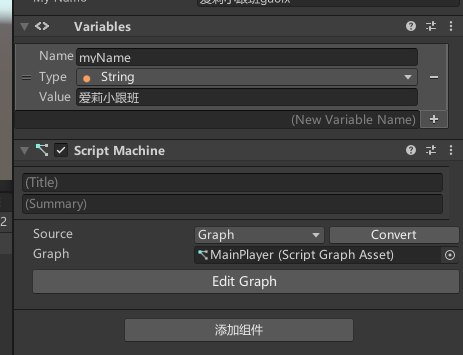 Variables
Name myName
Type String
Value 爱莉小跟班
(New Variable Name)
Script Machine
(Title)
(Summary)
2
Source Graph Convert
Graph MainPlayer (Script Graph Asset)
Edit Graph
添加组件